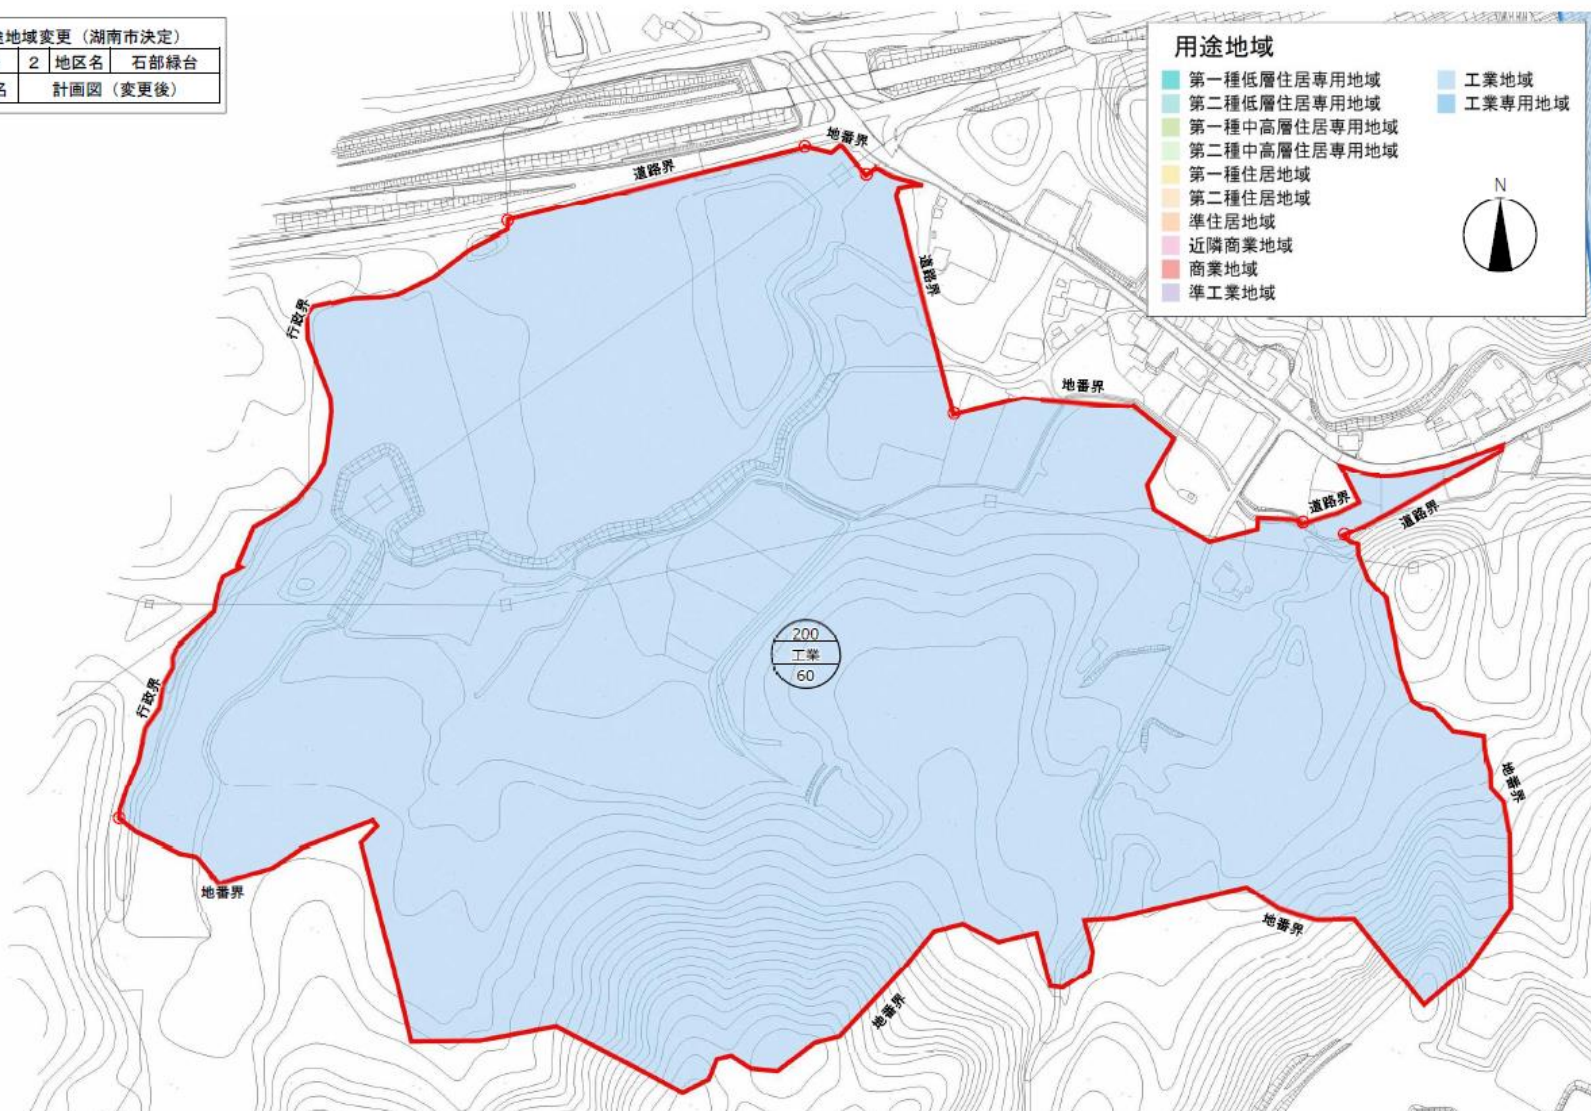 地域変更（湖南市決定）
2 地区名 石部緑台
名 計画図（変更後）
用途地域
第一種低層住居専用地域
第二種低層住居専用地域
第一種中高層住居専用地域
第二種中高層住居専用地域
第一種住居地域
第二種住居地域
準住居地域
近隣商業地域
商業地域
準工業地域
工業地域
工業専用地域
N
地番界
道路界
道路界
行政界
地番界
道路界
道路界
200
工業
60
行政界
地番界
地番界
地番界
地番界